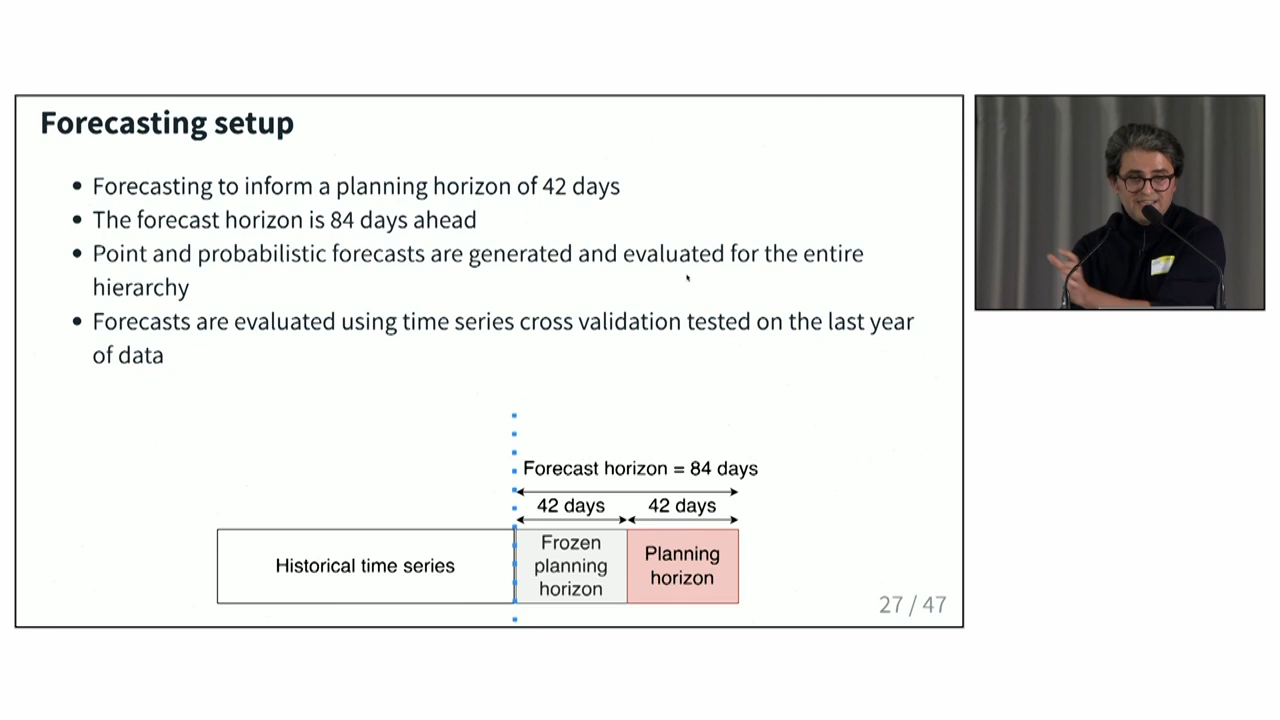 Forecasting setup
• Forecasting to inform a planning horizon of 42 days
• The forecast horizon is 84 days ahead
• Point and probabilistic forecasts are generated and evaluated for the entire
hierarchy
• Forecasts are evaluated using time series cross validation tested on the last year
of data
Forecast horizon = 84 days
42 days
42 days
Historical time series
Frozen
planning
horizon
Planning
horizon
27 / 47